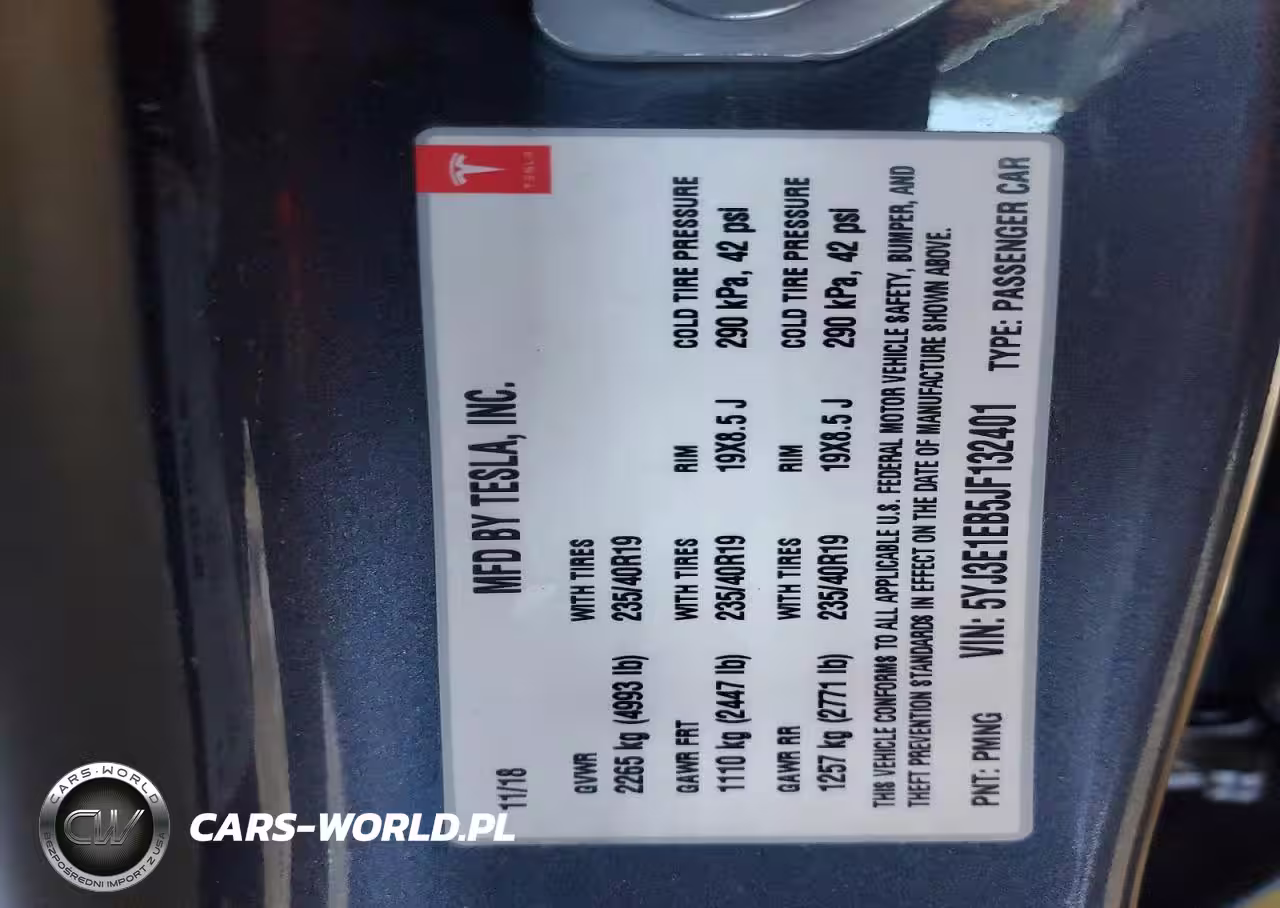 TESLA
MFD BY TESLA, INC.
11/18
GVWR WITH TIRES
2265 kg (4993 lb) 235/40R19
GAWR FRT WITH TIRES RIM COLD TIRE PRESSURE
1110 kg (2447 lb) 235/40R19 19X8.5 J 290 kPa, 42 psi
GAWR RR WITH TIRES RIM COLD TIRE PRESSURE
1257 kg (2771 lb) 235/40R19 19X8.5 J 290 kPa, 42 psi
THIS VEHICLE CONFORMS TO ALL APPLICABLE U.S. FEDERAL MOTOR VEHICLE SAFETY, BUMPER, AND
THEFT PREVENTION STANDARDS IN EFFECT ON THE DATE OF MANUFACTURE SHOWN ABOVE.
PNT: PMNG VIN: 5YJ3E1EB5JF132401 TYPE: PASSENGER CAR
CARS-WORLD
CW
BEZPOŚREDNI IMPORT Z USA
CARS-WORLD.PL